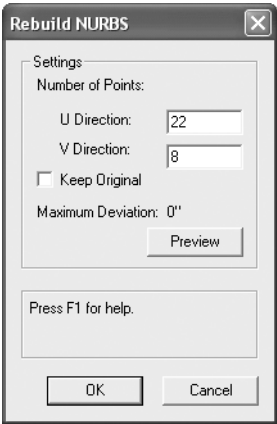 Rebuild NURBS
Settings
Number of Points:
U Direction: 22
V Direction: 8
Keep Original
Maximum Deviation: 0"
Preview
Press F1 for help.
OK Cancel